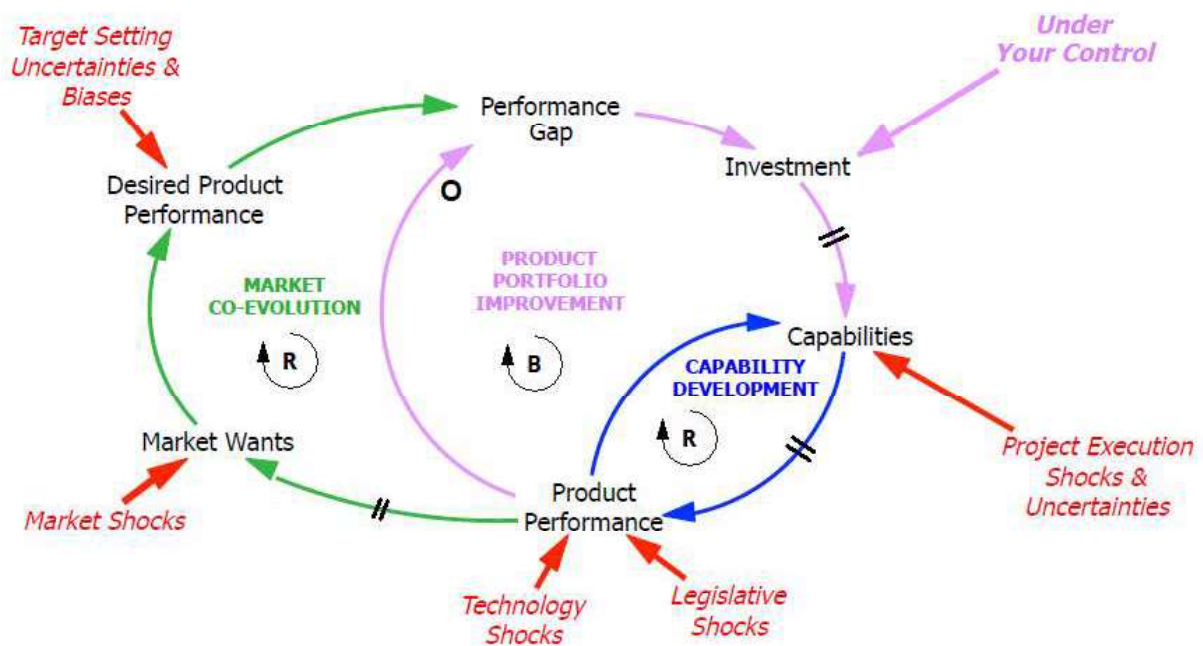 Target Setting
Uncertainties &
Biases
Under
Your Control
Performance
Gap
Investment
Desired Product
Performance
O
PRODUCT
PORTFOLIO
IMPROVEMENT
MARKET
CO-EVOLUTION
R
B
Capabilities
CAPABILITY
DEVELOPMENT
R
Market Wants
Project Execution
Shocks &
Uncertainties
Market Shocks
Product
Performance
Technology
Shocks
Legislative
Shocks